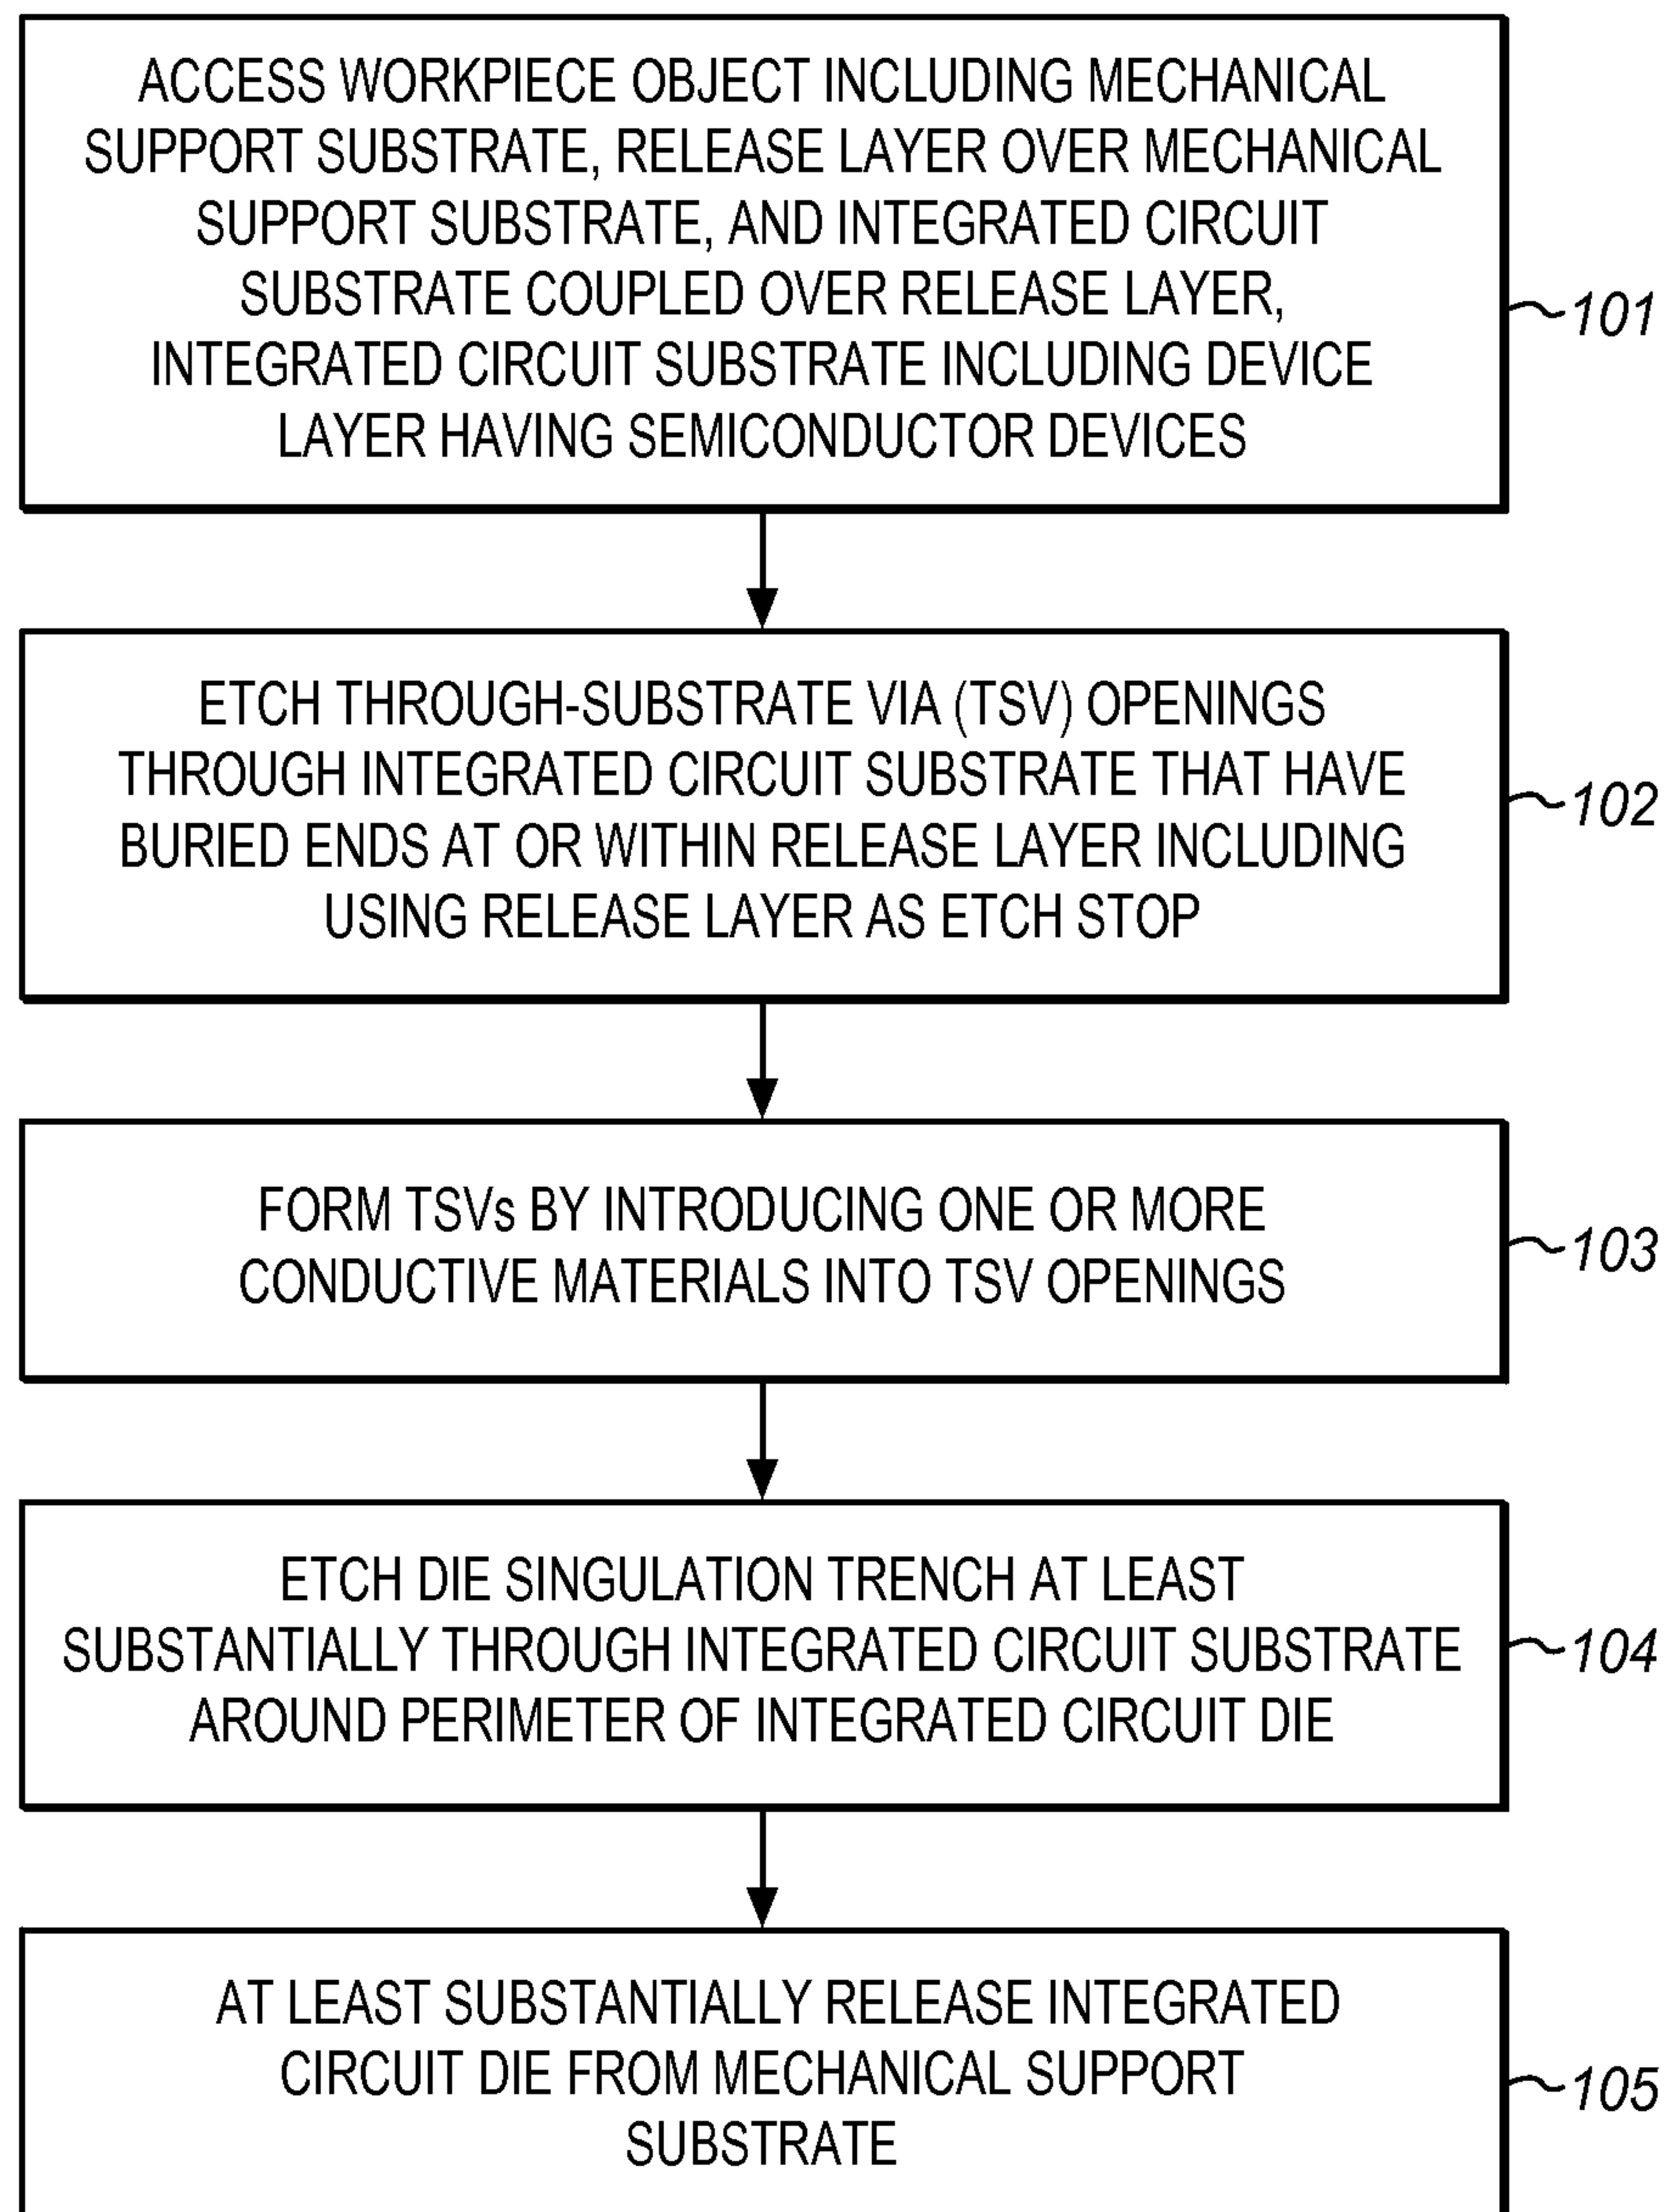 ACCESS WORKPIECE OBJECT INCLUDING MECHANICAL
SUPPORT SUBSTRATE, RELEASE LAYER OVER MECHANICAL
SUPPORT SUBSTRATE, AND INTEGRATED CIRCUIT
SUBSTRATE COUPLED OVER RELEASE LAYER,
INTEGRATED CIRCUIT SUBSTRATE INCLUDING DEVICE
LAYER HAVING SEMICONDUCTOR DEVICES
101
ETCH THROUGH-SUBSTRATE VIA (TSV) OPENINGS
THROUGH INTEGRATED CIRCUIT SUBSTRATE THAT HAVE
BURIED ENDS AT OR WITHIN RELEASE LAYER INCLUDING
USING RELEASE LAYER AS ETCH STOP
102
FORM TSVs BY INTRODUCING ONE OR MORE
CONDUCTIVE MATERIALS INTO TSV OPENINGS
103
ETCH DIE SINGULATION TRENCH AT LEAST
SUBSTANTIALLY THROUGH INTEGRATED CIRCUIT SUBSTRATE
AROUND PERIMETER OF INTEGRATED CIRCUIT DIE
104
AT LEAST SUBSTANTIALLY RELEASE INTEGRATED
CIRCUIT DIE FROM MECHANICAL SUPPORT
SUBSTRATE
105